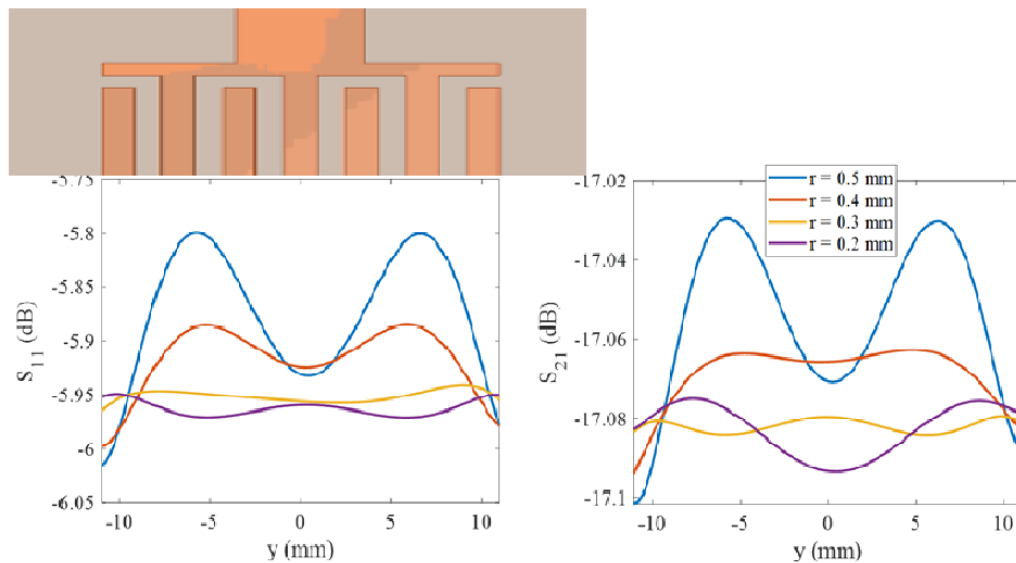 -5.75
-5.8
-5.85
-5.9
-5.95
-6
-6.05
S11 (dB)
-10
-5
0
5
10
y (mm)
-17.02
-17.04
-17.06
-17.08
-17.1
S21 (dB)
-10
-5
0
5
10
y (mm)
r = 0.5 mm
r = 0.4 mm
r = 0.3 mm
r = 0.2 mm